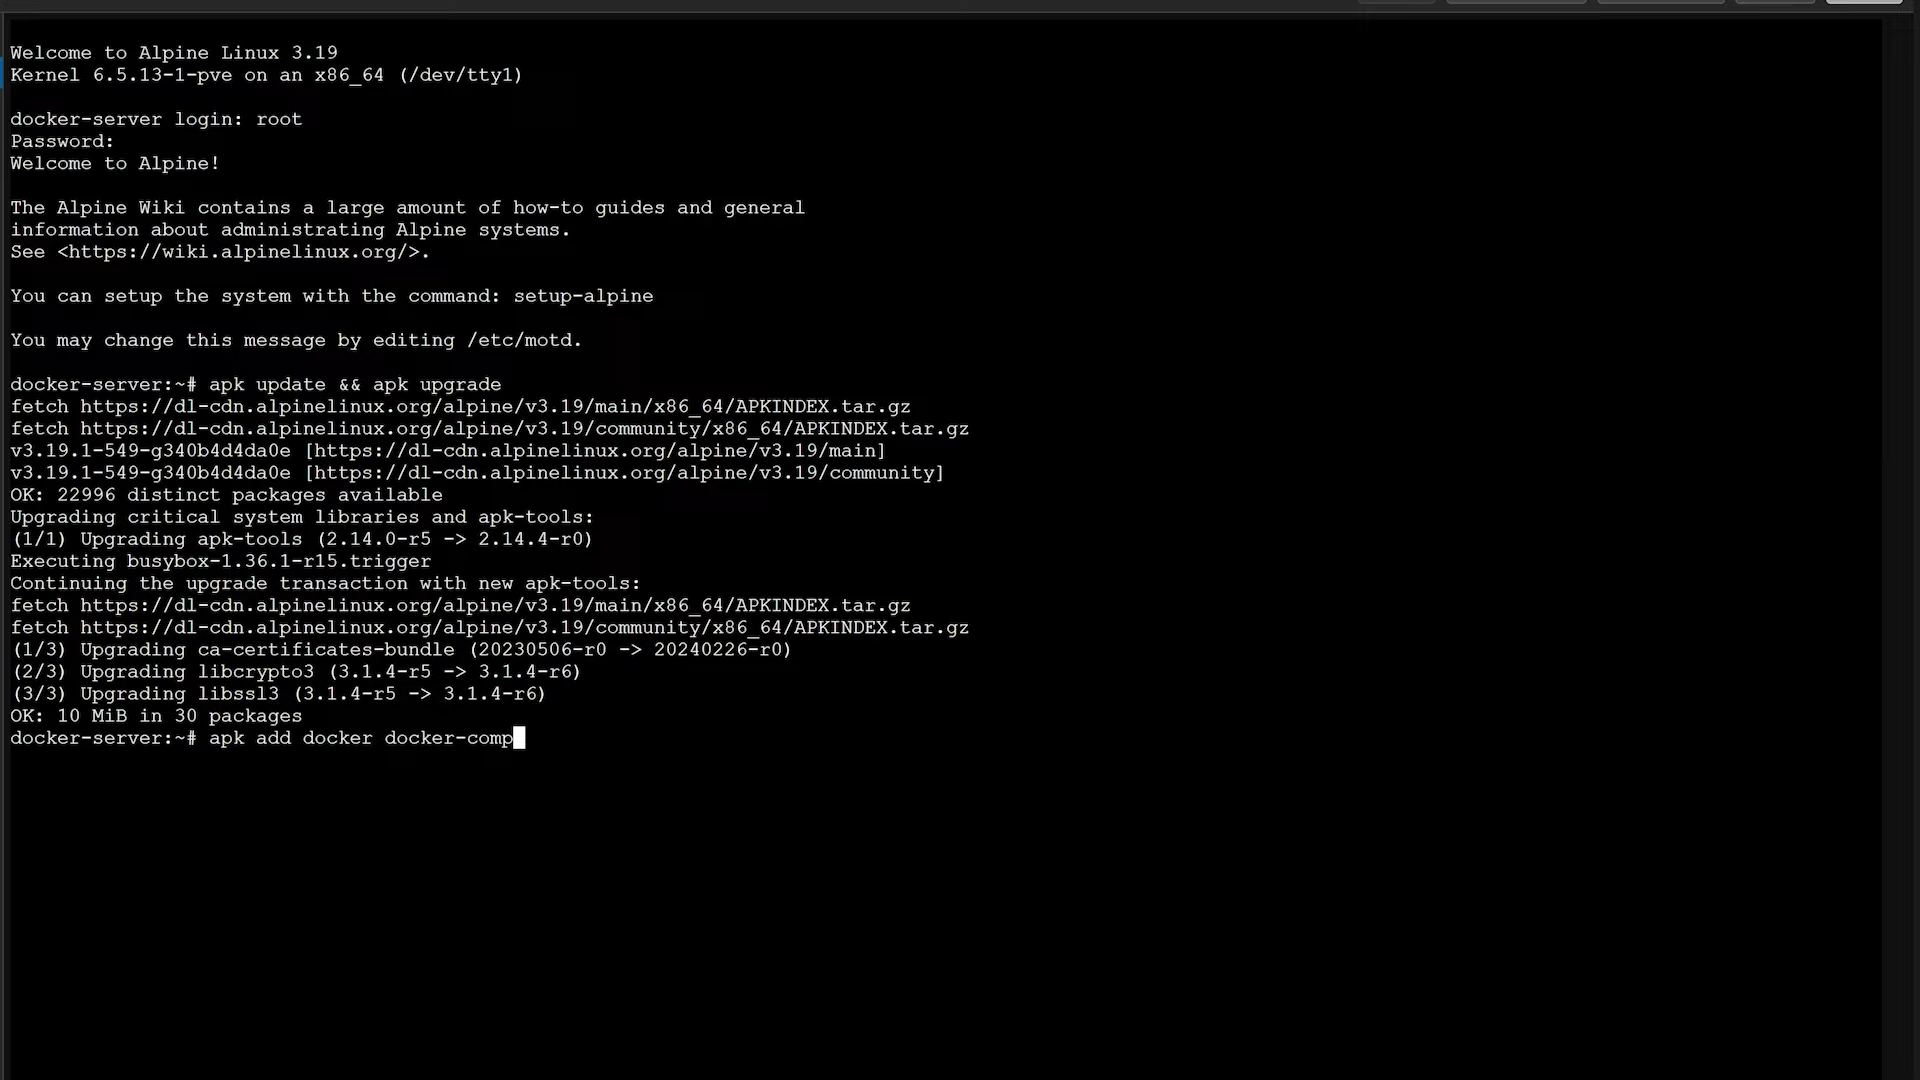 Welcome to Alpine Linux 3.19
Kernel 6.5.13-1-pve on an x86_64 (/dev/tty1)
docker-server login: root
Password:
Welcome to Alpine!
The Alpine Wiki contains a large amount of how-to guides and general
information about administrating Alpine systems.
See <https://wiki.alpinelinux.org/>.
You can setup the system with the command: setup-alpine
You may change this message by editing /etc/motd.
docker-server:~# apk update && apk upgrade
fetch https://dl-cdn.alpinelinux.org/alpine/v3.19/main/x86_64/APKINDEX.tar.gz
fetch https://dl-cdn.alpinelinux.org/alpine/v3.19/community/x86_64/APKINDEX.tar.gz
v3.19.1-549-g340b4d4da0e [https://dl-cdn.alpinelinux.org/alpine/v3.19/main]
v3.19.1-549-g340b4d4da0e [https://dl-cdn.alpinelinux.org/alpine/v3.19/community]
OK: 22996 distinct packages available
Upgrading critical system libraries and apk-tools:
(1/1) Upgrading apk-tools (2.14.0-r5 -> 2.14.4-r0)
Executing busybox-1.36.1-r15.trigger
Continuing the upgrade transaction with new apk-tools:
fetch https://dl-cdn.alpinelinux.org/alpine/v3.19/main/x86_64/APKINDEX.tar.gz
fetch https://dl-cdn.alpinelinux.org/alpine/v3.19/community/x86_64/APKINDEX.tar.gz
(1/3) Upgrading ca-certificates-bundle (20230506-r0 -> 20240226-r0)
(2/3) Upgrading libcrypto3 (3.1.4-r5 -> 3.1.4-r6)
(3/3) Upgrading libssl3 (3.1.4-r5 -> 3.1.4-r6)
OK: 10 MiB in 30 packages
docker-server:~# apk add docker docker-comp